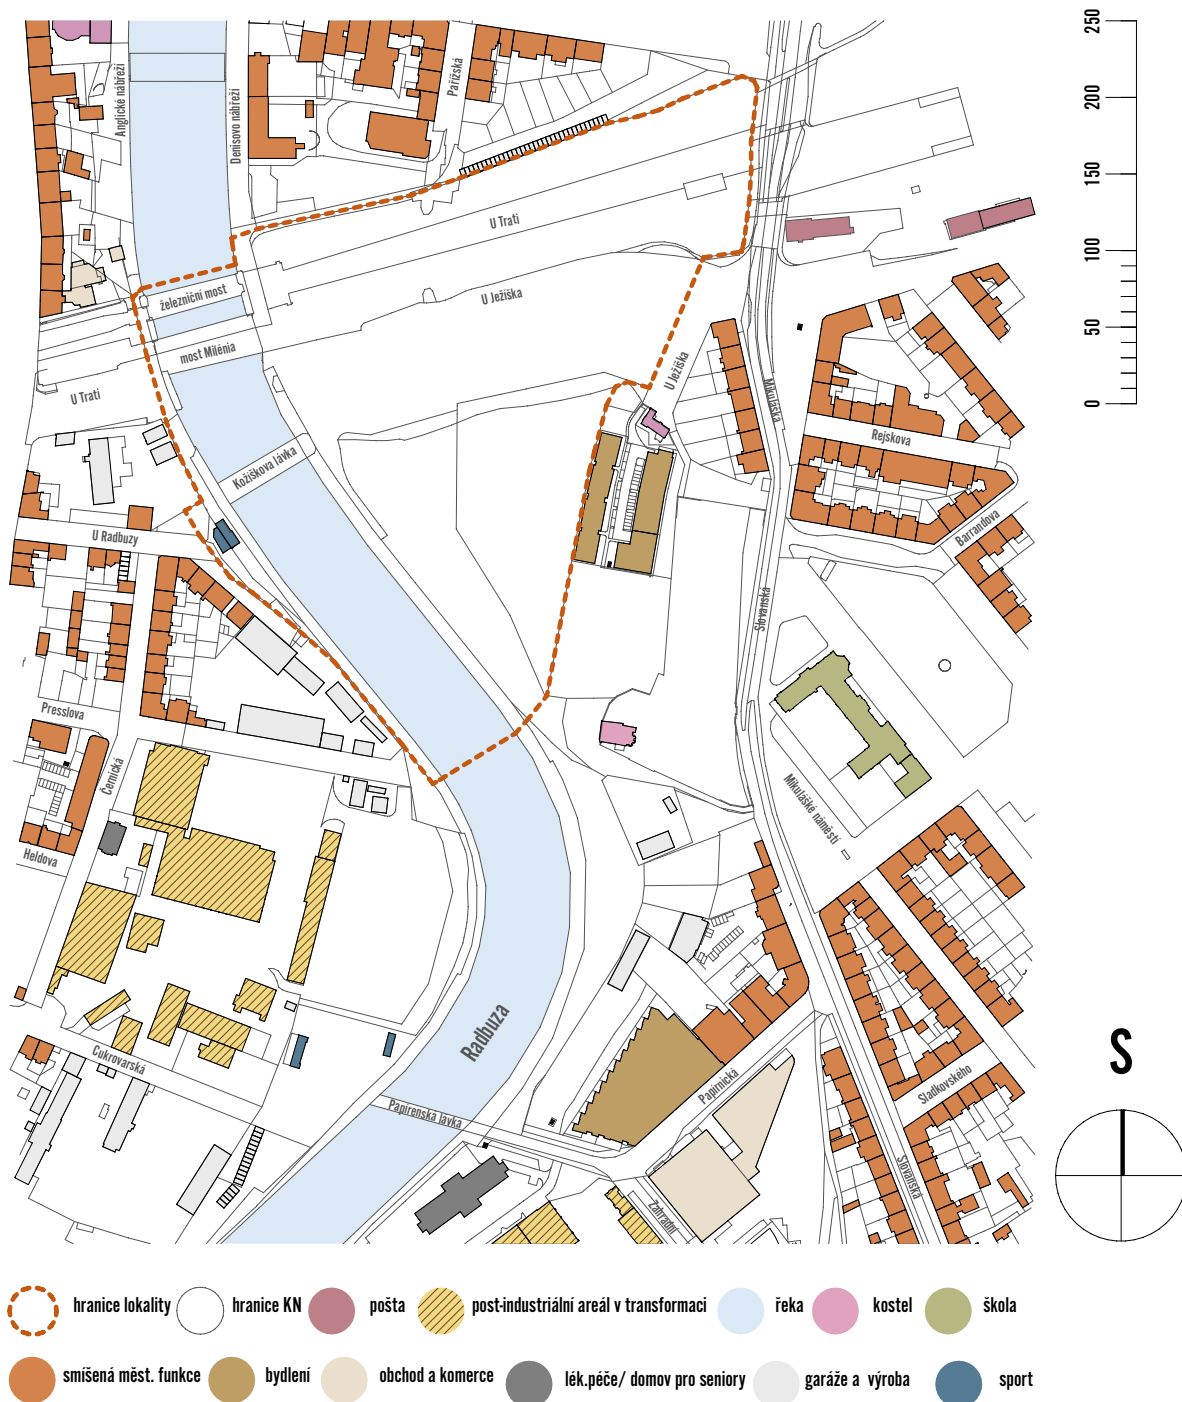 250
200
150
100
50
0
Anglické nábřeží
Denisovo nábřeží
Pařížská
U Trati
U Ježíška
železniční most
most Milénia
U Trati
U Ježíška
Mikulášká
Rejskova
Barrandova
Kožíškova lávka
U Radbuzy
Slovanská
Presslova
Černická
Heldova
Mikulášké náměstí
Radbuza
Cukrovarská
Papírenská lávka
Papírnická
Sladkovského
Slovanská
Zahradní
S
hranice lokality
hranice KN
pošta
post-industriální areál v transformaci
řeka
kostel
škola
smíšená měst. funkce
bydlení
obchod a komerce
lék.péče/ domov pro seniory
garáže a výroba
sport